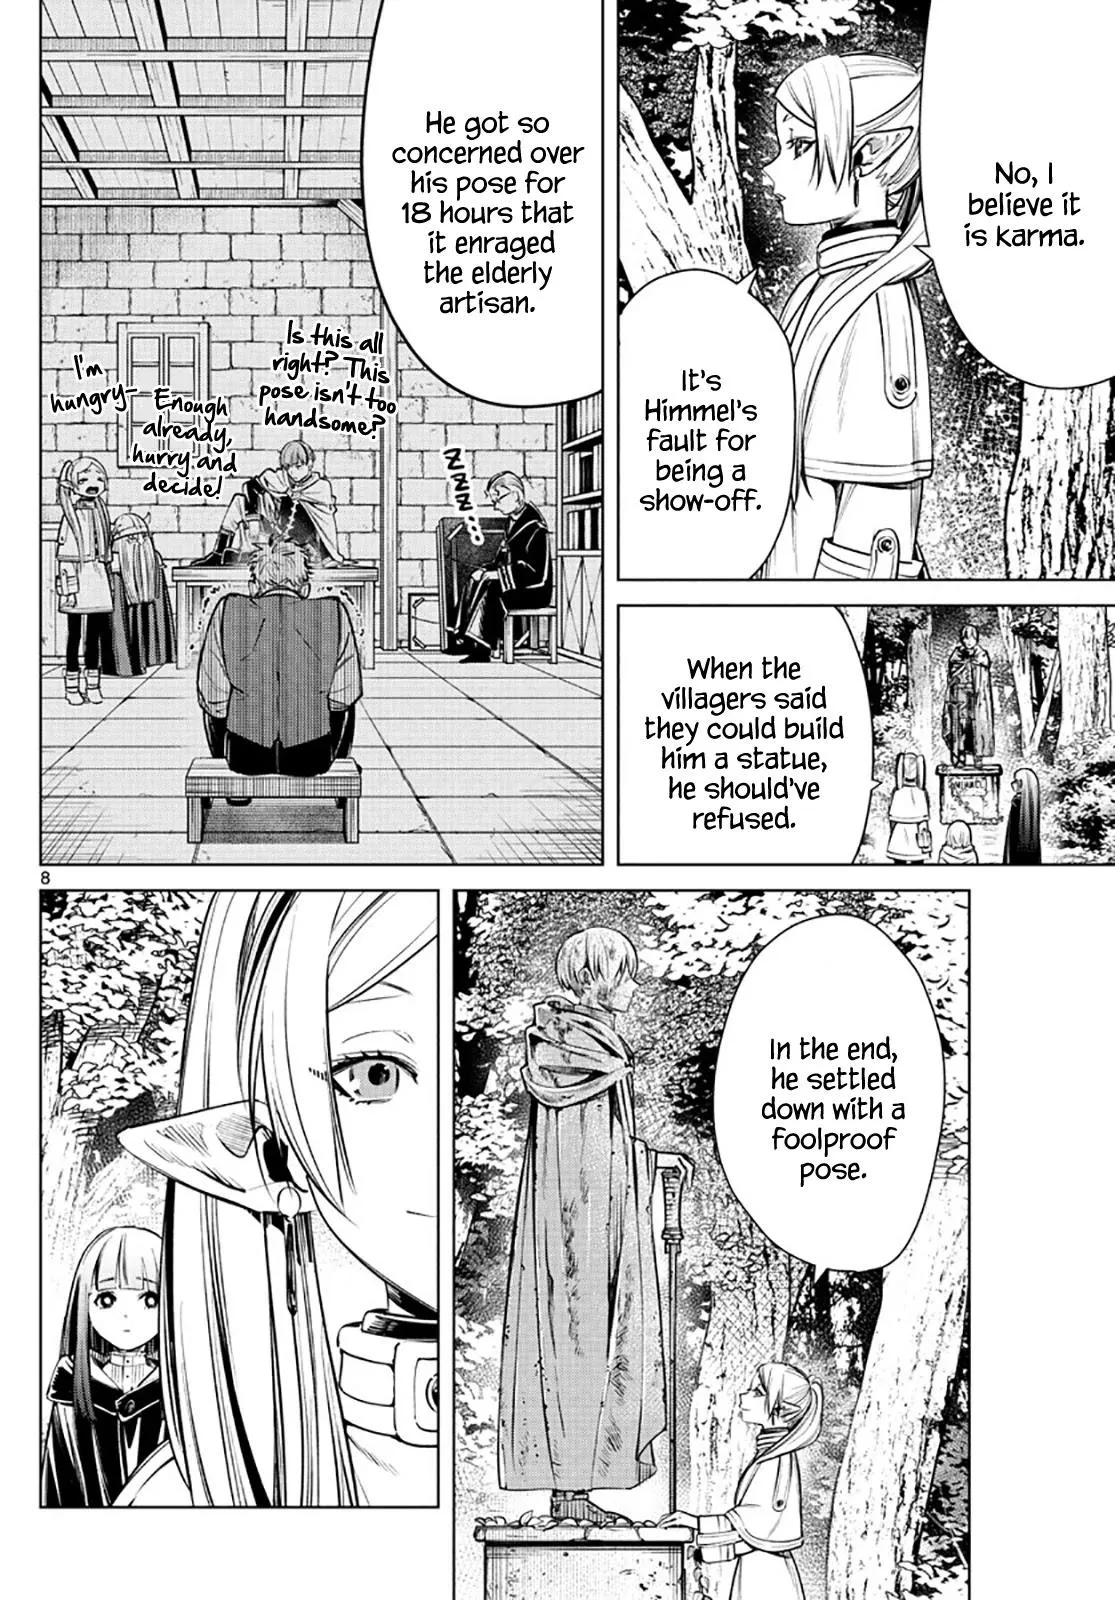 No, I
believe it
is karma.
It's
Himmel's
fault for
being a
show-off.
When the
villagers said
they could build
him a statue,
he should've
refused.
He got so
concerned over
his pose for
18 hours that
it enraged
the elderly
artisan.
Is this all
right? This
pose isn't too
handsome?
Enough
already,
hurry and
decide!
I'm
hungry-
ZZZZ...
8
In the end,
he settled
down with a
foolproof
pose.